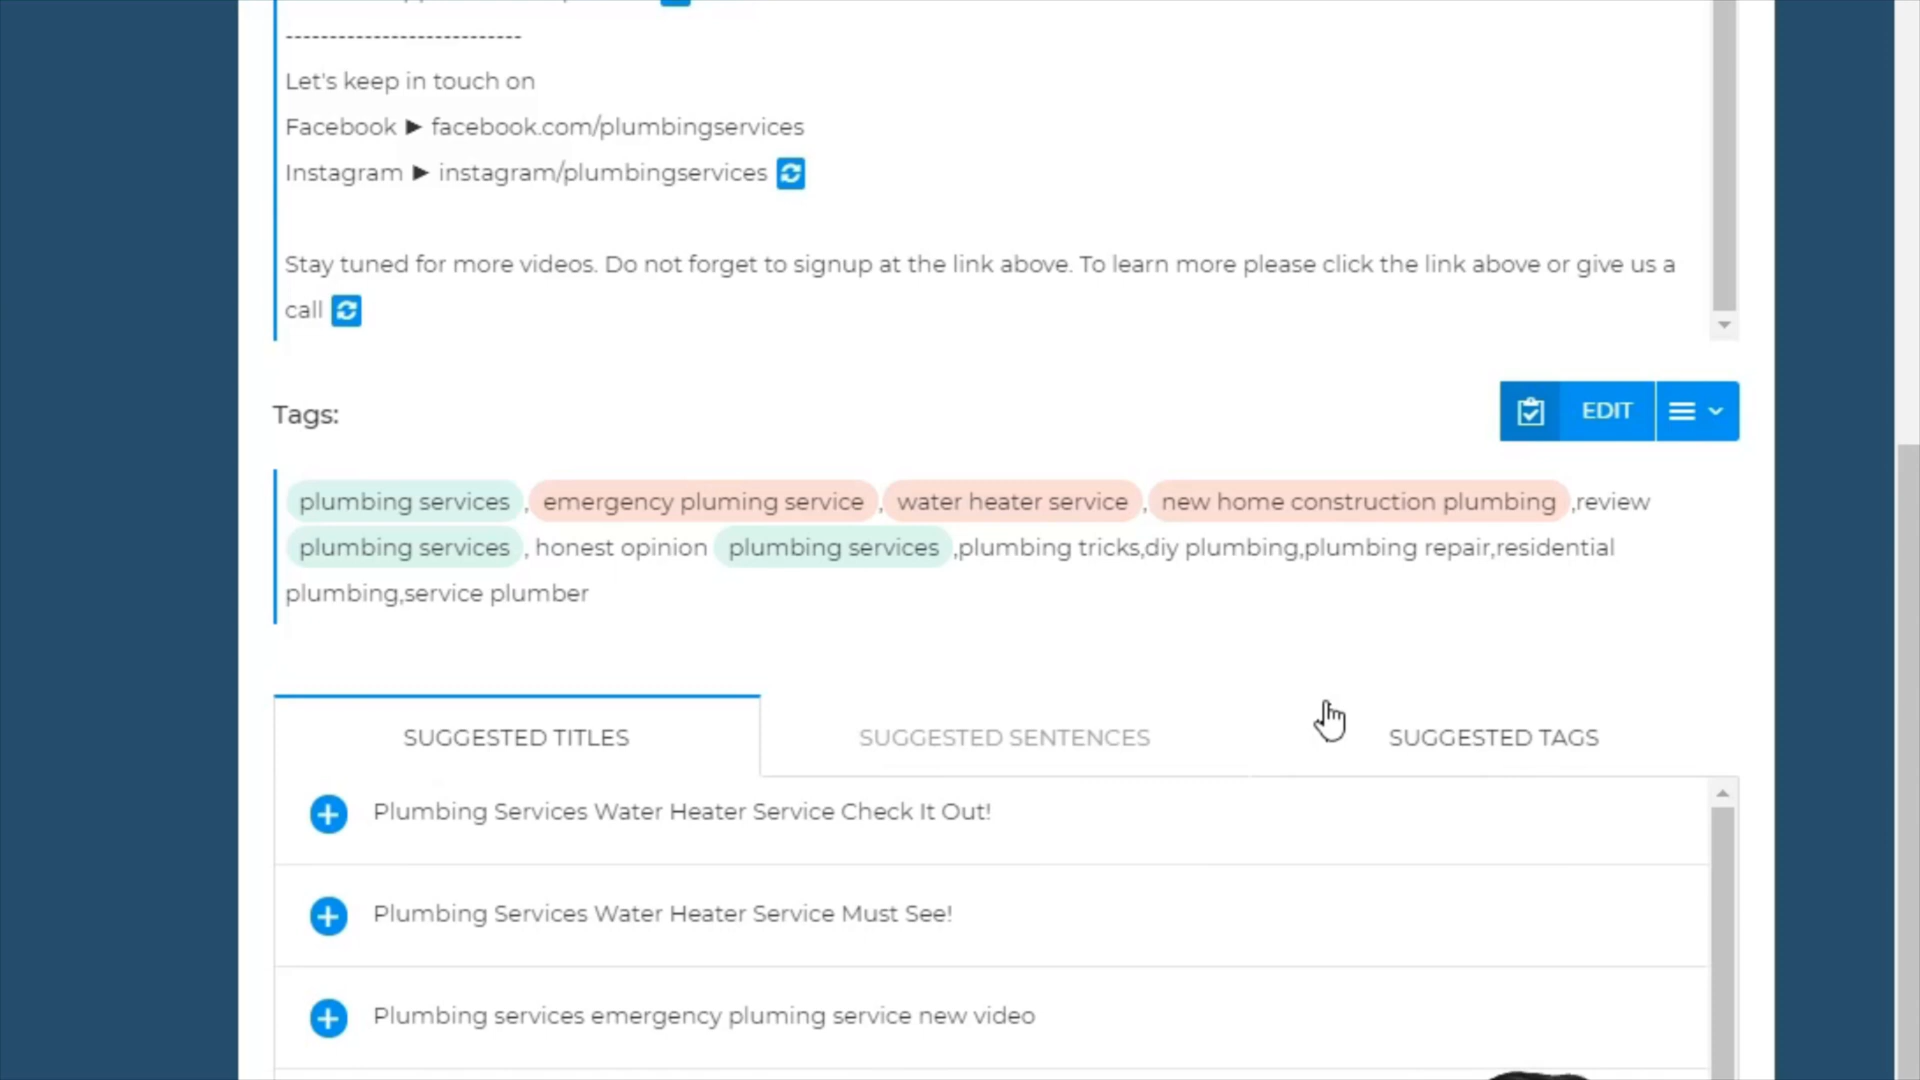 --------------------------
Let's keep in touch on
Facebook ► facebook.com/plumbingservices
Instagram ► instagram/plumbingservices
Stay tuned for more videos. Do not forget to signup at the link above. To learn more please click the link above or give us a
call
Tags:
EDIT
plumbing services , emergency pluming service , water heater service , new home construction plumbing ,review
plumbing services , honest opinion plumbing services ,plumbing tricks,diy plumbing,plumbing repair,residential
plumbing,service plumber
SUGGESTED TITLES
SUGGESTED SENTENCES
SUGGESTED TAGS
Plumbing Services Water Heater Service Check It Out!
Plumbing Services Water Heater Service Must See!
Plumbing services emergency pluming service new video